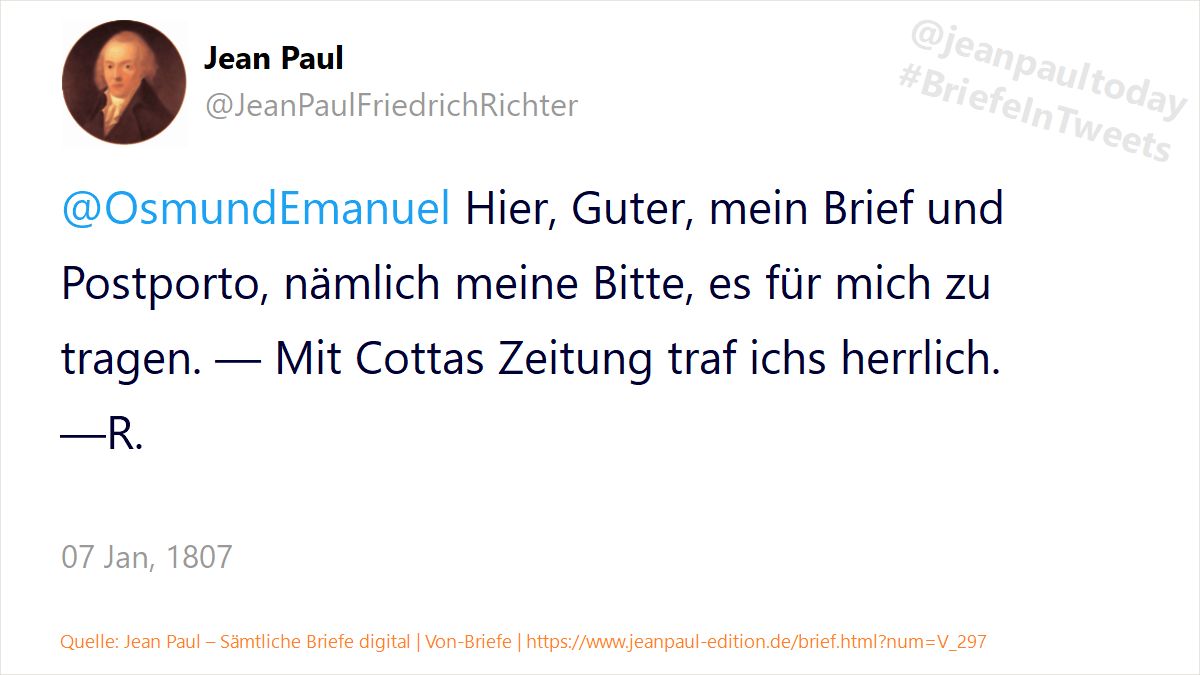 Jean Paul
@JeanPaulFriedrichRichter
@jeanpaultoday
#BriefeInTweets
@OsmundEmanuel Hier, Guter, mein Brief und
Postporto, nämlich meine Bitte, es für mich zu
tragen. — Mit Cottas Zeitung traf ichs herrlich.
—R.
07 Jan, 1807
Quelle: Jean Paul – Sämtliche Briefe digital | Von-Briefe | https://www.jeanpaul-edition.de/brief.html?num=V_297